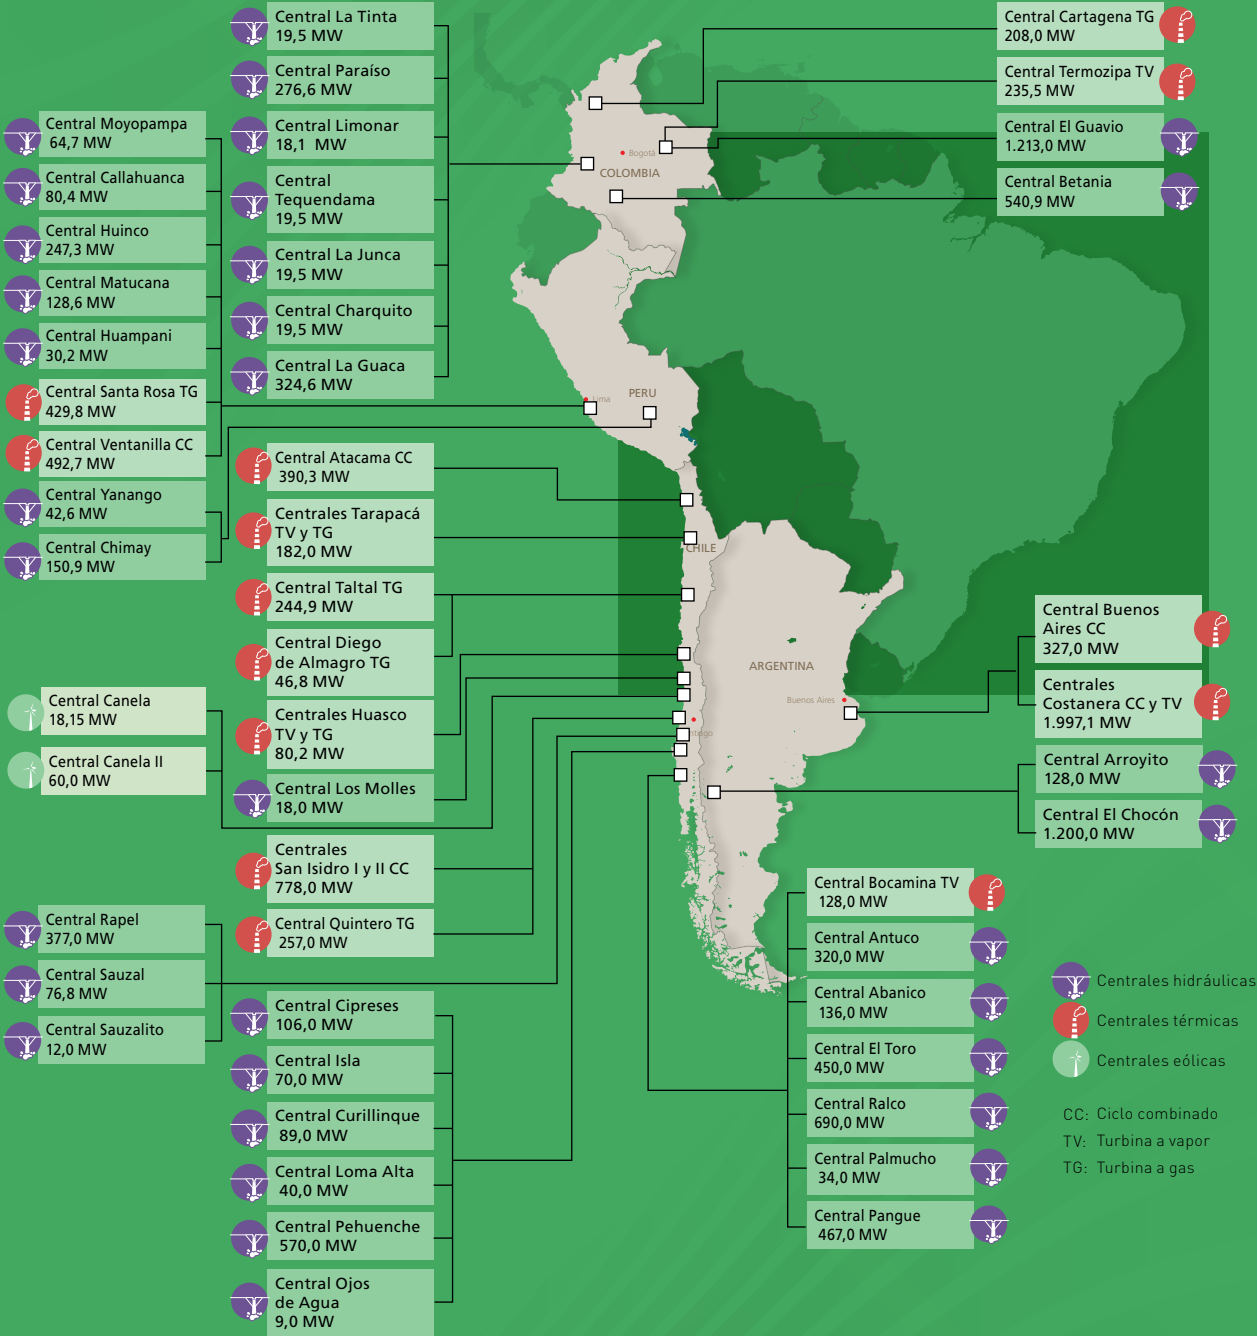 Central La Tinta
19,5 MW
Central Paraíso
276,6 MW
Central Limonar
18,1 MW
Central
Tequendama
19,5 MW
Central La Junca
19,5 MW
Central Charquito
19,5 MW
Central La Guaca
324,6 MW
Central Cartagena TG
208,0 MW
Central Termozipa TV
235,5 MW
Central El Guavio
1.213,0 MW
Central Betania
540,9 MW
Central Moyopampa
64,7 MW
Central Callahuanca
80,4 MW
Central Huinco
247,3 MW
Central Matucana
128,6 MW
Central Huampani
30,2 MW
Central Santa Rosa TG
429,8 MW
Central Ventanilla CC
492,7 MW
Central Yanango
42,6 MW
Central Chimay
150,9 MW
Bogotá
COLOMBIA
Lima
PERU
CHILE
ARGENTINA
Buenos Aires
Central Atacama CC
390,3 MW
Centrales Tarapacá
TV y TG
182,0 MW
Central Taltal TG
244,9 MW
Central Diego
de Almagro TG
46,8 MW
Centrales Huasco
TV y TG
80,2 MW
Central Los Molles
18,0 MW
Central Canela
18,15 MW
Central Canela II
60,0 MW
Centrales
San Isidro I y II CC
778,0 MW
Central Quintero TG
257,0 MW
Central Rapel
377,0 MW
Central Sauzal
76,8 MW
Central Sauzalito
12,0 MW
Central Cipreses
106,0 MW
Central Isla
70,0 MW
Central Curillinque
89,0 MW
Central Loma Alta
40,0 MW
Central Pehuenche
570,0 MW
Central Ojos
de Agua
9,0 MW
Central Buenos
Aires CC
327,0 MW
Centrales
Costanera CC y TV
1.997,1 MW
Central Arroyito
128,0 MW
Central El Chocón
1.200,0 MW
Central Bocamina TV
128,0 MW
Central Antuco
320,0 MW
Central Abanico
136,0 MW
Central El Toro
450,0 MW
Central Ralco
690,0 MW
Central Palmucho
34,0 MW
Central Pangue
467,0 MW
Centrales hidráulicas
Centrales térmicas
Centrales eólicas
CC: Ciclo combinado
TV: Turbina a vapor
TG: Turbina a gas